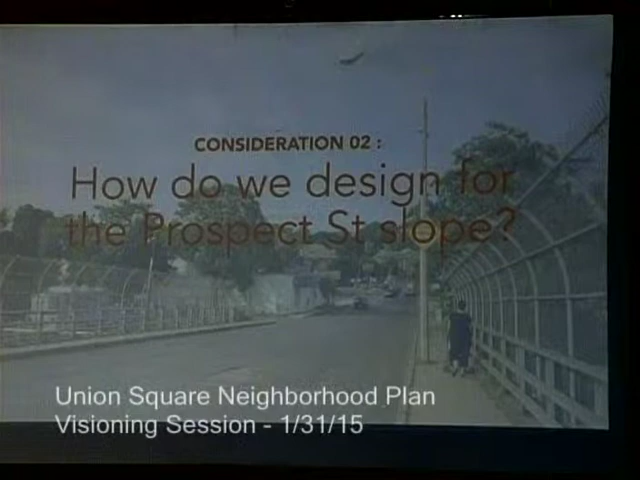 CONSIDERATION 02 :
How do we design for
the Prospect St slope?
Union Square Neighborhood Plan
Visioning Session - 1/31/15